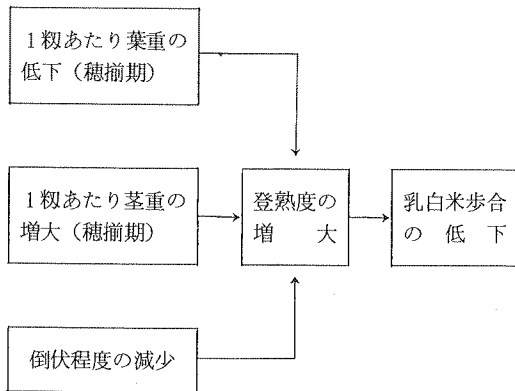 1籾あたり葉重の
低下（穂揃期）
1籾あたり茎重の
増大（穂揃期）
登熟度の
増大
乳白米歩合
の低下
倒伏程度の減少